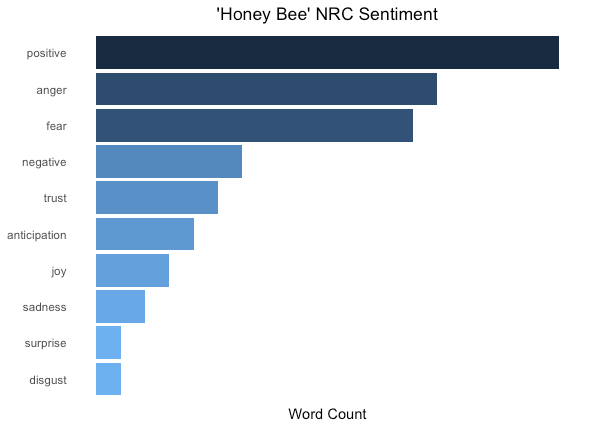 'Honey Bee' NRC Sentiment
positive
anger
fear
negative
trust
anticipation
joy
sadness
surprise
disgust
Word Count